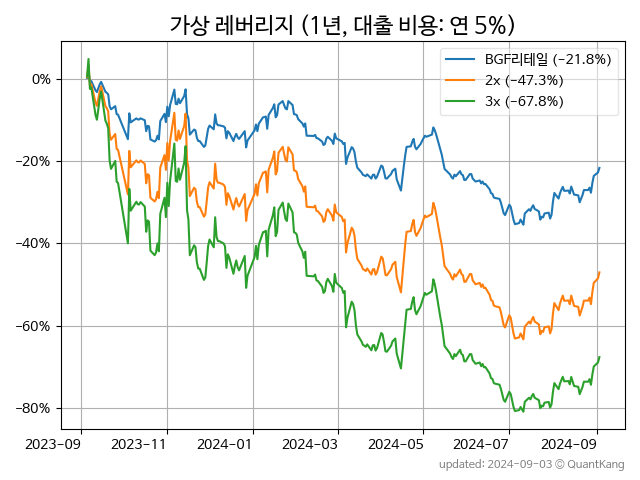 가상 레버리지 (1년, 대출 비용: 연 5%)
BGF리테일 (−21.8%)
2x (−47.3%)
3x (−67.8%)
0%
−20%
−40%
−60%
−80%
2023-09 2023-11 2024-01 2024-03 2024-05 2024-07 2024-09
updated: 2024-09-03 © QuantKang